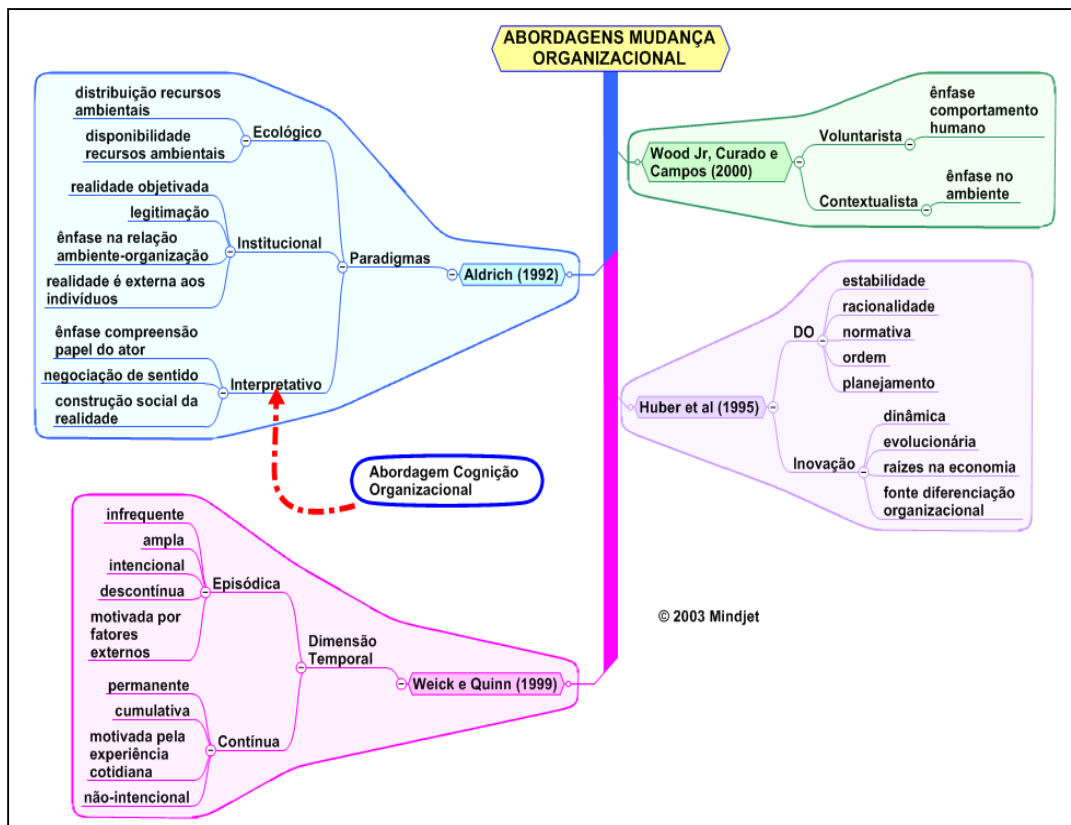 ABORDAGENS MUDANÇA
ORGANIZACIONAL
distribuição recursos
ambientais
disponibilidade
recursos ambientais
Ecológico
realidade objetivada
legitimação
ênfase na relação
ambiente-organização
realidade é externa aos
indivíduos
Institucional
ênfase compreensão
papel do ator
negociação de sentido
construção social da
realidade
Interpretativo
Paradigmas
Aldrich (1992)
Wood Jr, Curado e
Campos (2000)
Voluntarista
ênfase
comportamento
humano
Contextualista
ênfase no
ambiente
Huber et al (1995)
DO
estabilidade
racionalidade
normativa
ordem
planejamento
Inovação
dinâmica
evolucionária
raízes na economia
fonte diferenciação
organizacional
Abordagem Cognição
Organizacional
infrequente
ampla
intencional
descontínua
motivada por
fatores
externos
Episódica
permanente
cumulativa
motivada pela
experiência
cotidiana
não-intencional
Contínua
Dimensão
Temporal
Weick e Quinn (1999)
© 2003 Mindjet